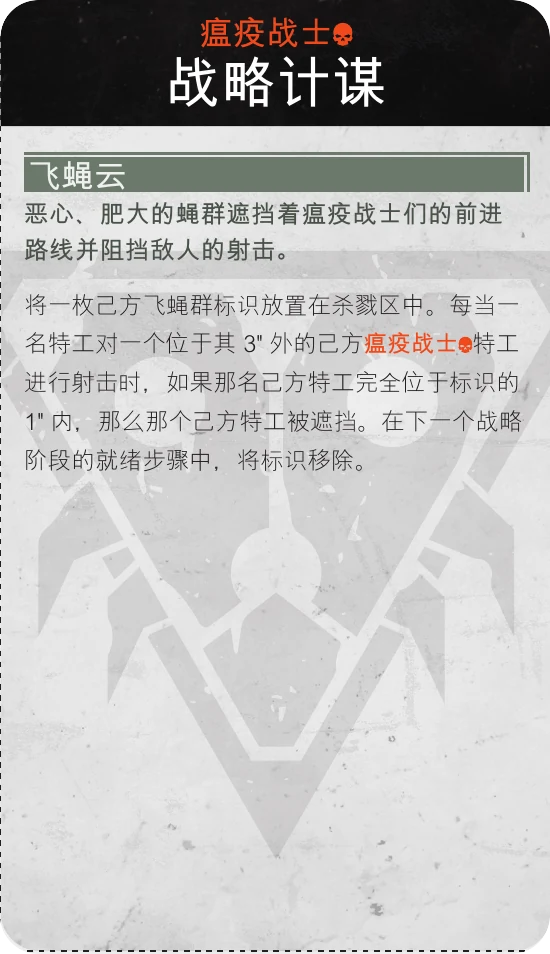 瘟疫战士
战略计谋
飞蝇云
恶心、肥大的蝇群遮挡着瘟疫战士们的前进
路线并阻挡敌人的射击。
将一枚己方飞蝇群标识放置在杀戮区中。每当一
名特工对一个位于其 3" 外的己方瘟疫战士特工
进行射击时，如果那名己方特工完全位于标识的
1" 内，那么那个己方特工被遮挡。在下一个战略
阶段的就绪步骤中，将标识移除。